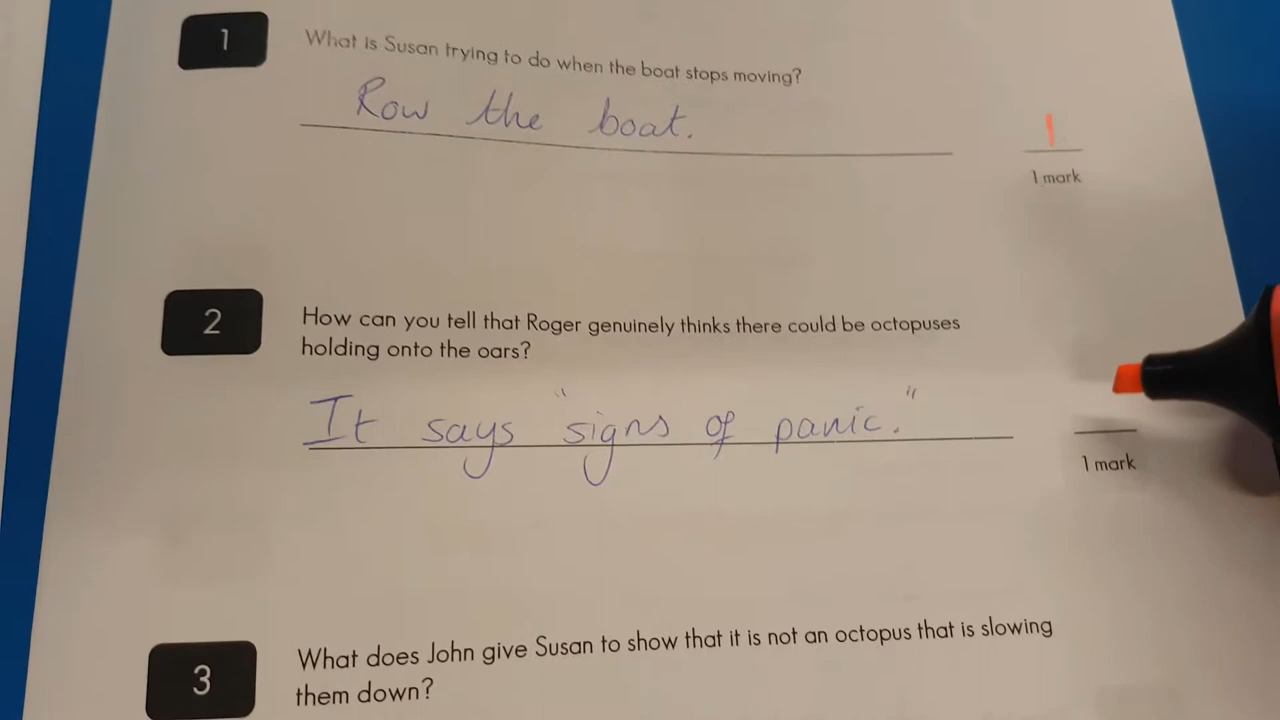 1
What is Susan trying to do when the boat stops moving?
Row the boat.
1
1 mark
2
How can you tell that Roger genuinely thinks there could be octopuses
holding onto the oars?
It says "signs of panic."
1 mark
3
What does John give Susan to show that it is not an octopus that is slowing
them down?